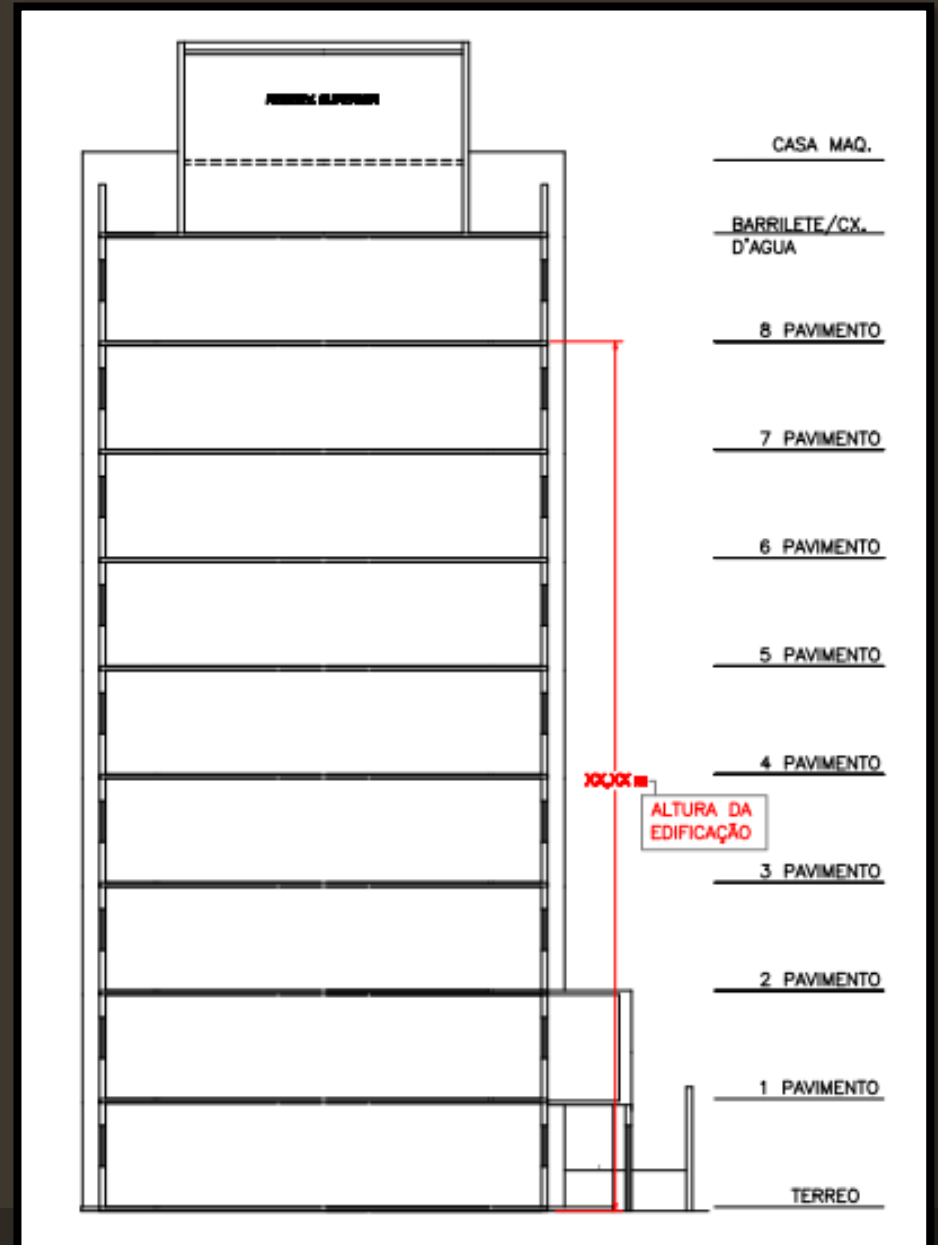 CASA MAQ.
BARRILETE/CX.
D'AGUA
8 PAVIMENTO
7 PAVIMENTO
6 PAVIMENTO
5 PAVIMENTO
4 PAVIMENTO
XX,XX m
ALTURA DA
EDIFICAÇÃO
3 PAVIMENTO
2 PAVIMENTO
1 PAVIMENTO
TERREO